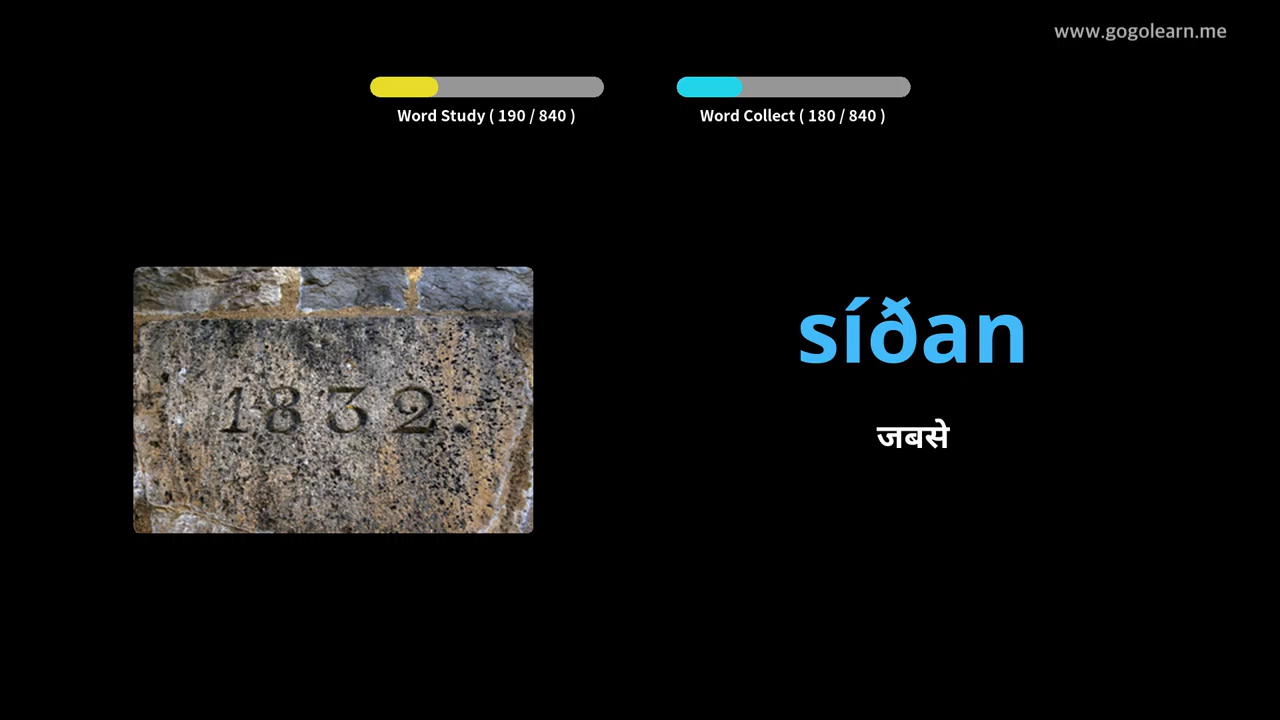 www.gogolearn.me
Word Study ( 190 / 840 )
Word Collect ( 180 / 840 )
1832.
síðan
जबसे